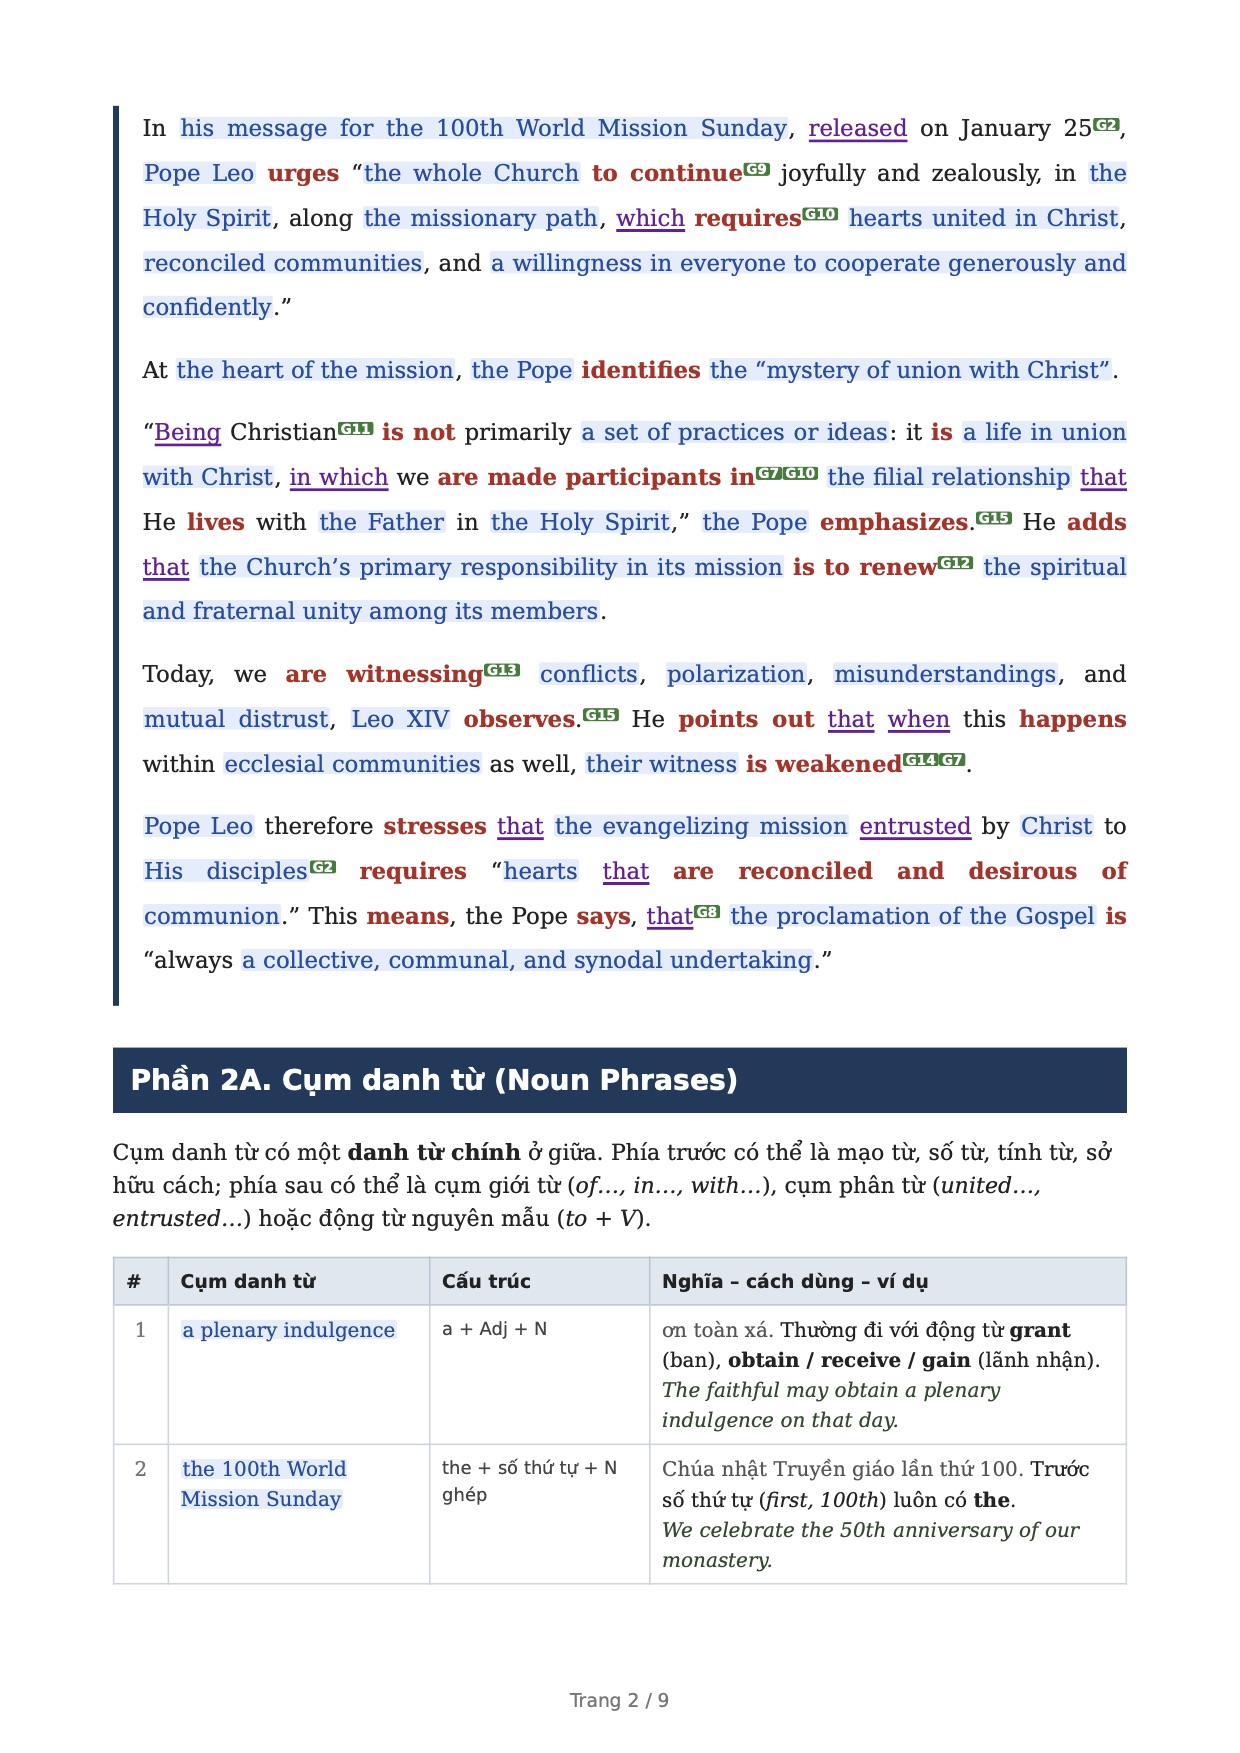 In his message for the 100th World Mission Sunday, released on January 25G2,
Pope Leo urges “the whole Church to continueG9 joyfully and zealously, in the
Holy Spirit, along the missionary path, which requiresG10 hearts united in Christ,
reconciled communities, and a willingness in everyone to cooperate generously and
confidently.”
At the heart of the mission, the Pope identifies the “mystery of union with Christ”.
“Being ChristianG11 is not primarily a set of practices or ideas: it is a life in union
with Christ, in which we are made participants inG7G10 the filial relationship that
He lives with the Father in the Holy Spirit,” the Pope emphasizes.G15 He adds
that the Church’s primary responsibility in its mission is to renewG12 the spiritual
and fraternal unity among its members.
Today, we are witnessingG13 conflicts, polarization, misunderstandings, and
mutual distrust, Leo XIV observes.G15 He points out that when this happens
within ecclesial communities as well, their witness is weakenedG14G7.
Pope Leo therefore stresses that the evangelizing mission entrusted by Christ to
His disciplesG2 requires “hearts that are reconciled and desirous of
communion.” This means, the Pope says, thatG8 the proclamation of the Gospel is
“always a collective, communal, and synodal undertaking.”
Phần 2A. Cụm danh từ (Noun Phrases)
Cụm danh từ có một danh từ chính ở giữa. Phía trước có thể là mạo từ, số từ, tính từ, sở
hữu cách; phía sau có thể là cụm giới từ (of…, in…, with…), cụm phân từ (united…,
entrusted…) hoặc động từ nguyên mẫu (to + V).
# Cụm danh từ Cấu trúc Nghĩa – cách dùng – ví dụ
1 a plenary indulgence a + Adj + N ơn toàn xá. Thường đi với động từ grant
(ban), obtain / receive / gain (lãnh nhận).
The faithful may obtain a plenary
indulgence on that day.
2 the 100th World the + số thứ tự + N Chúa nhật Truyền giáo lần thứ 100. Trước
Mission Sunday ghép số thứ tự (first, 100th) luôn có the.
We celebrate the 50th anniversary of our
monastery.
Trang 2 / 9